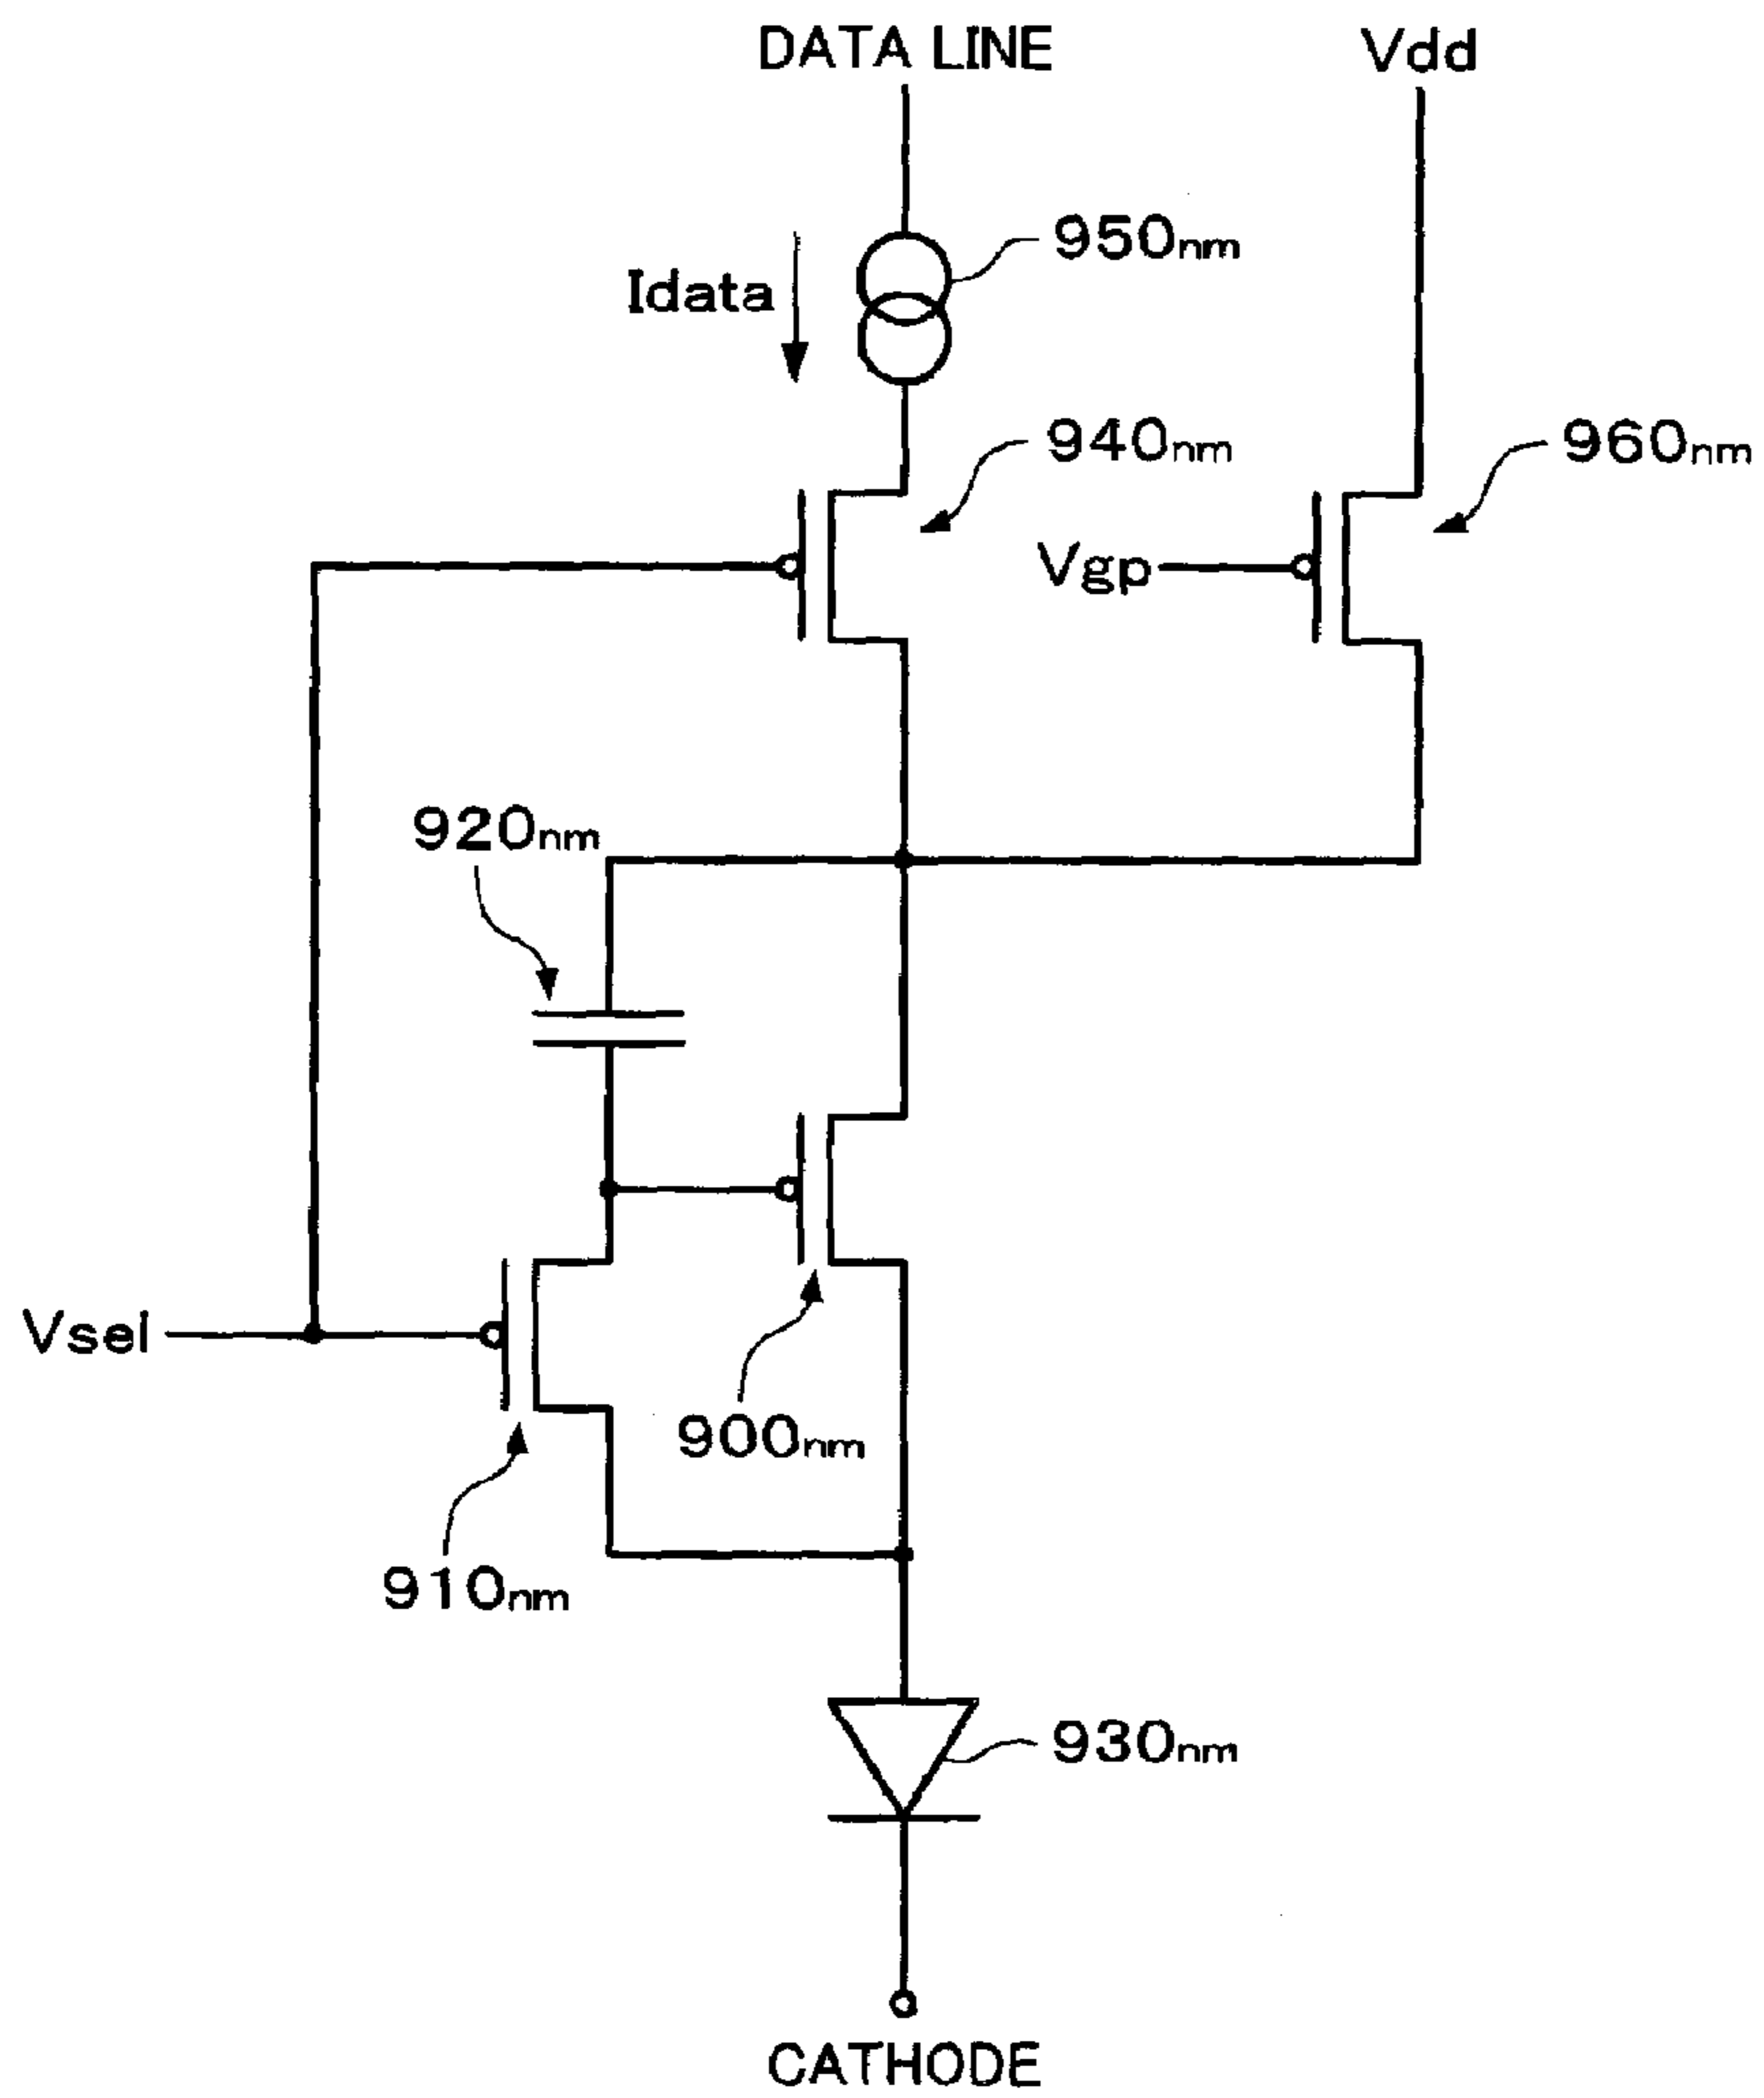 DATA LINE
Vdd
950nm
Idata
940nm
960nm
Vgp
920nm
Vsel
900nm
910nm
930nm
CATHODE